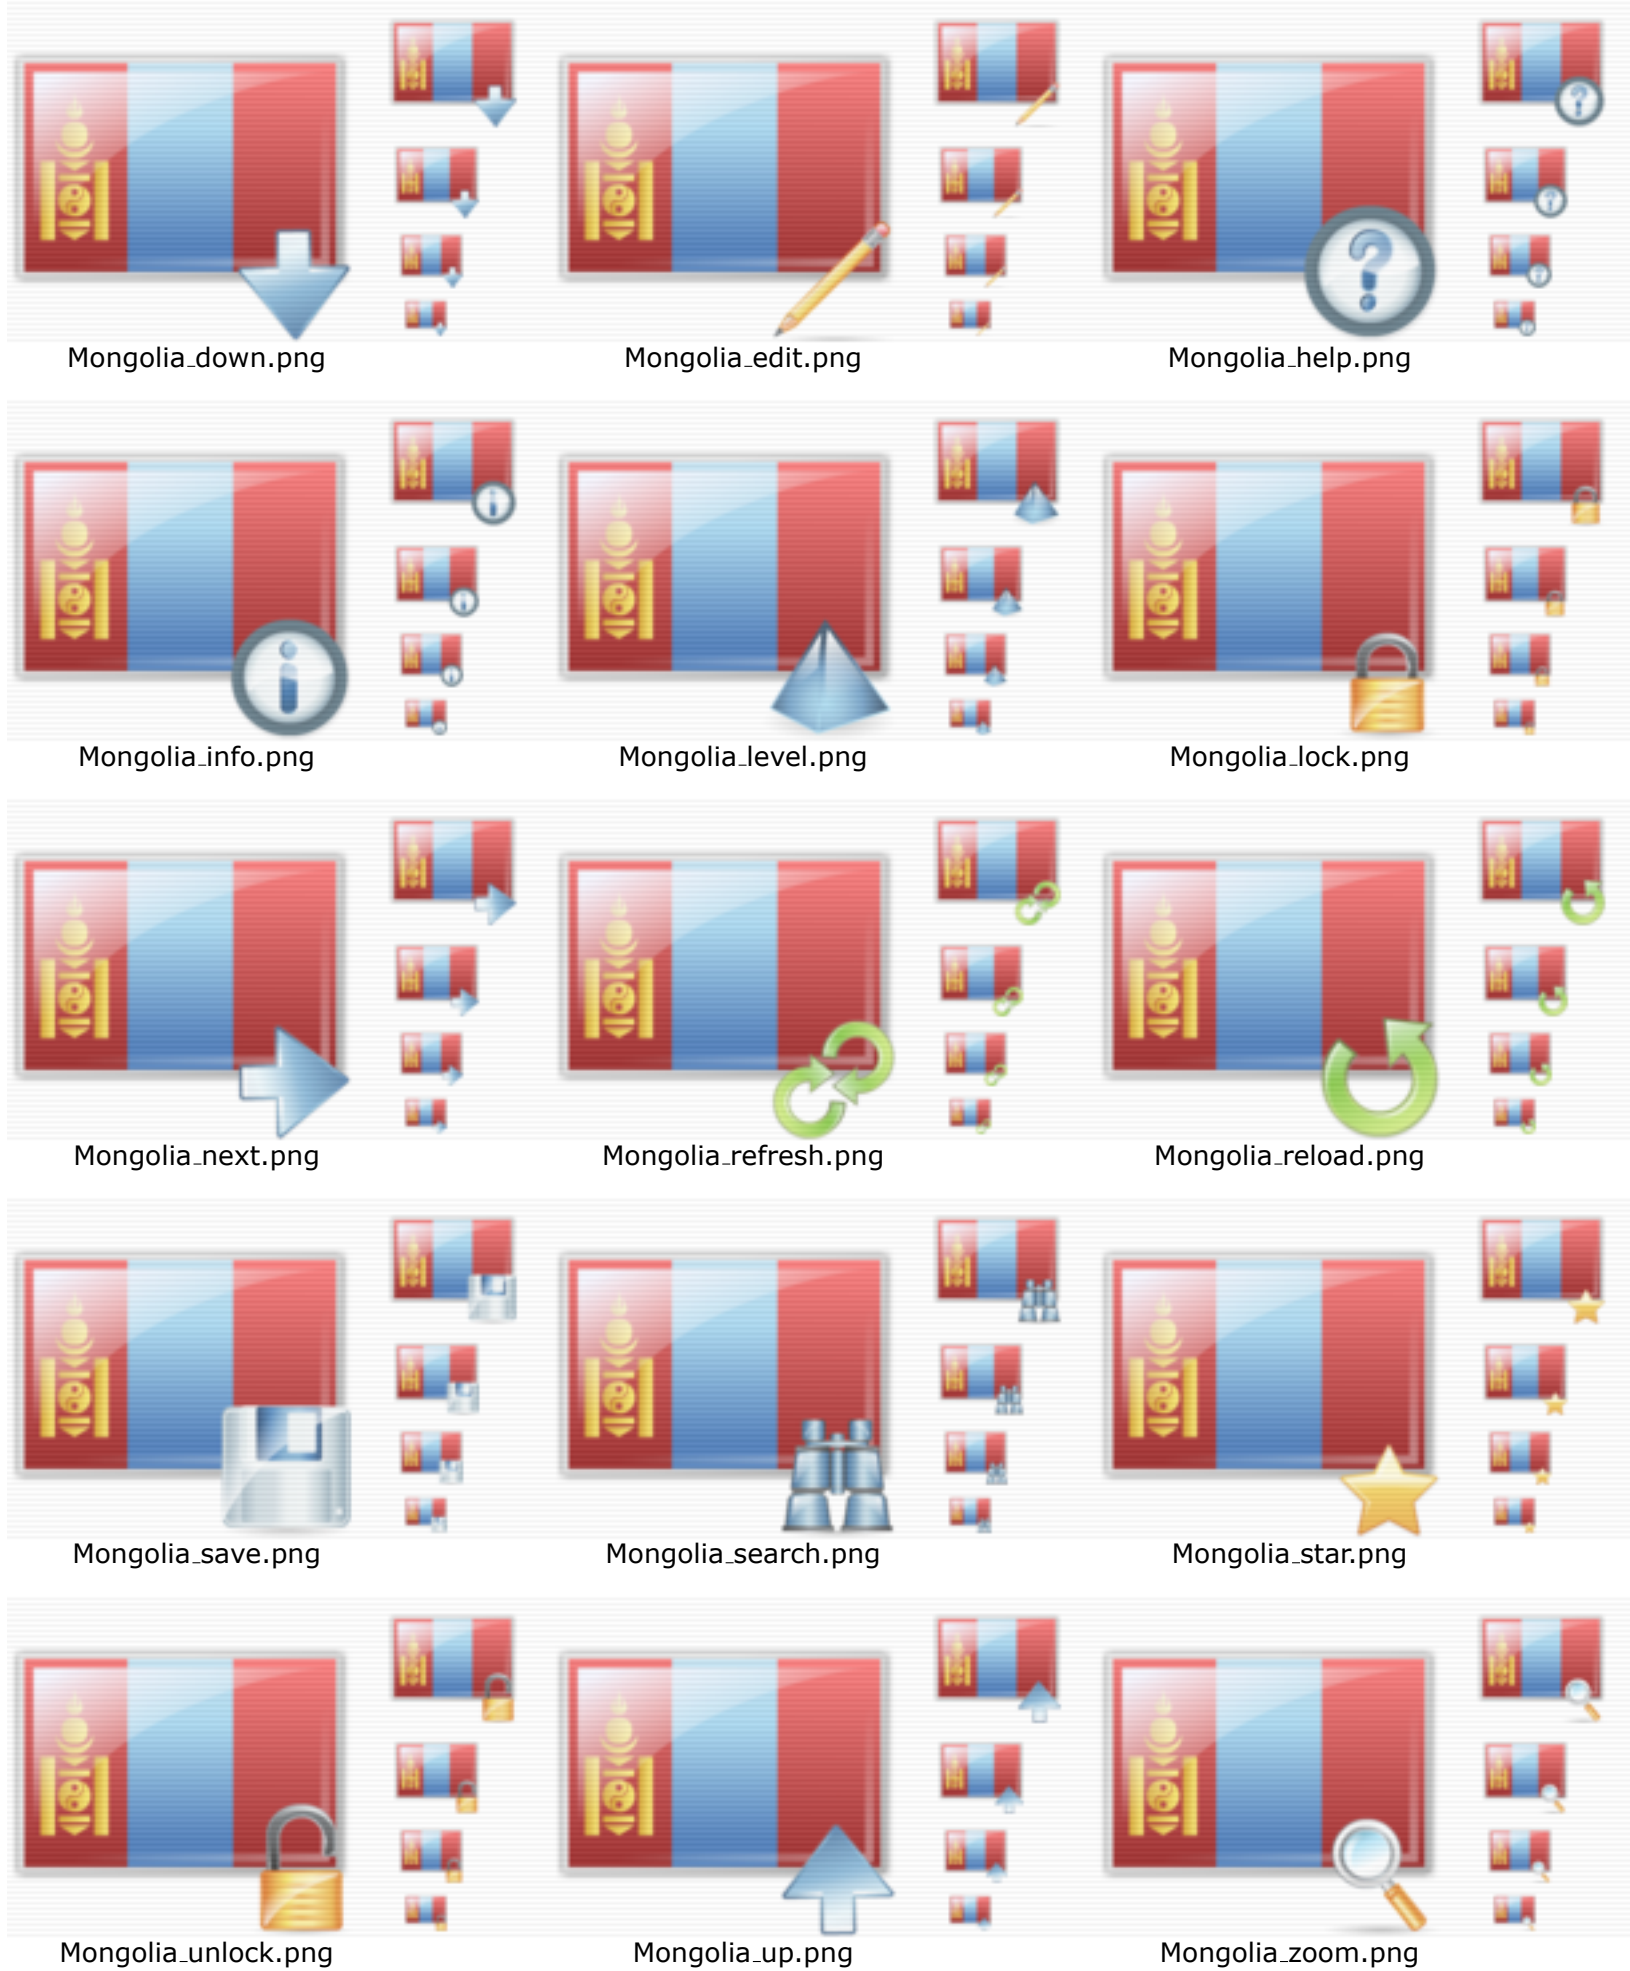 Mongolia_down.png
Mongolia_edit.png
Mongolia_help.png
Mongolia_info.png
Mongolia_level.png
Mongolia_lock.png
Mongolia_next.png
Mongolia_refresh.png
Mongolia_reload.png
Mongolia_save.png
Mongolia_search.png
Mongolia_star.png
Mongolia_unlock.png
Mongolia_up.png
Mongolia_zoom.png